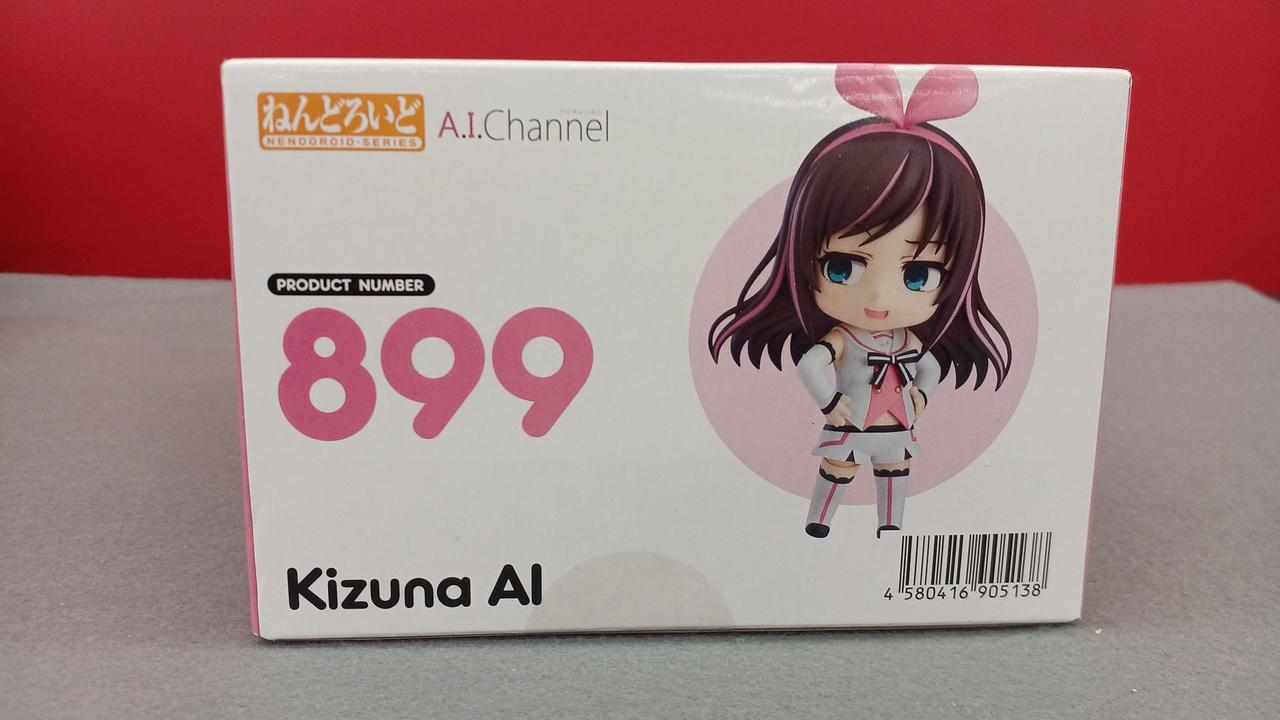 ねんどろいど
NENDOROID·SERIES
A.I.Channel
PRODUCT NUMBER
899
Kizuna AI
4 580416 905138